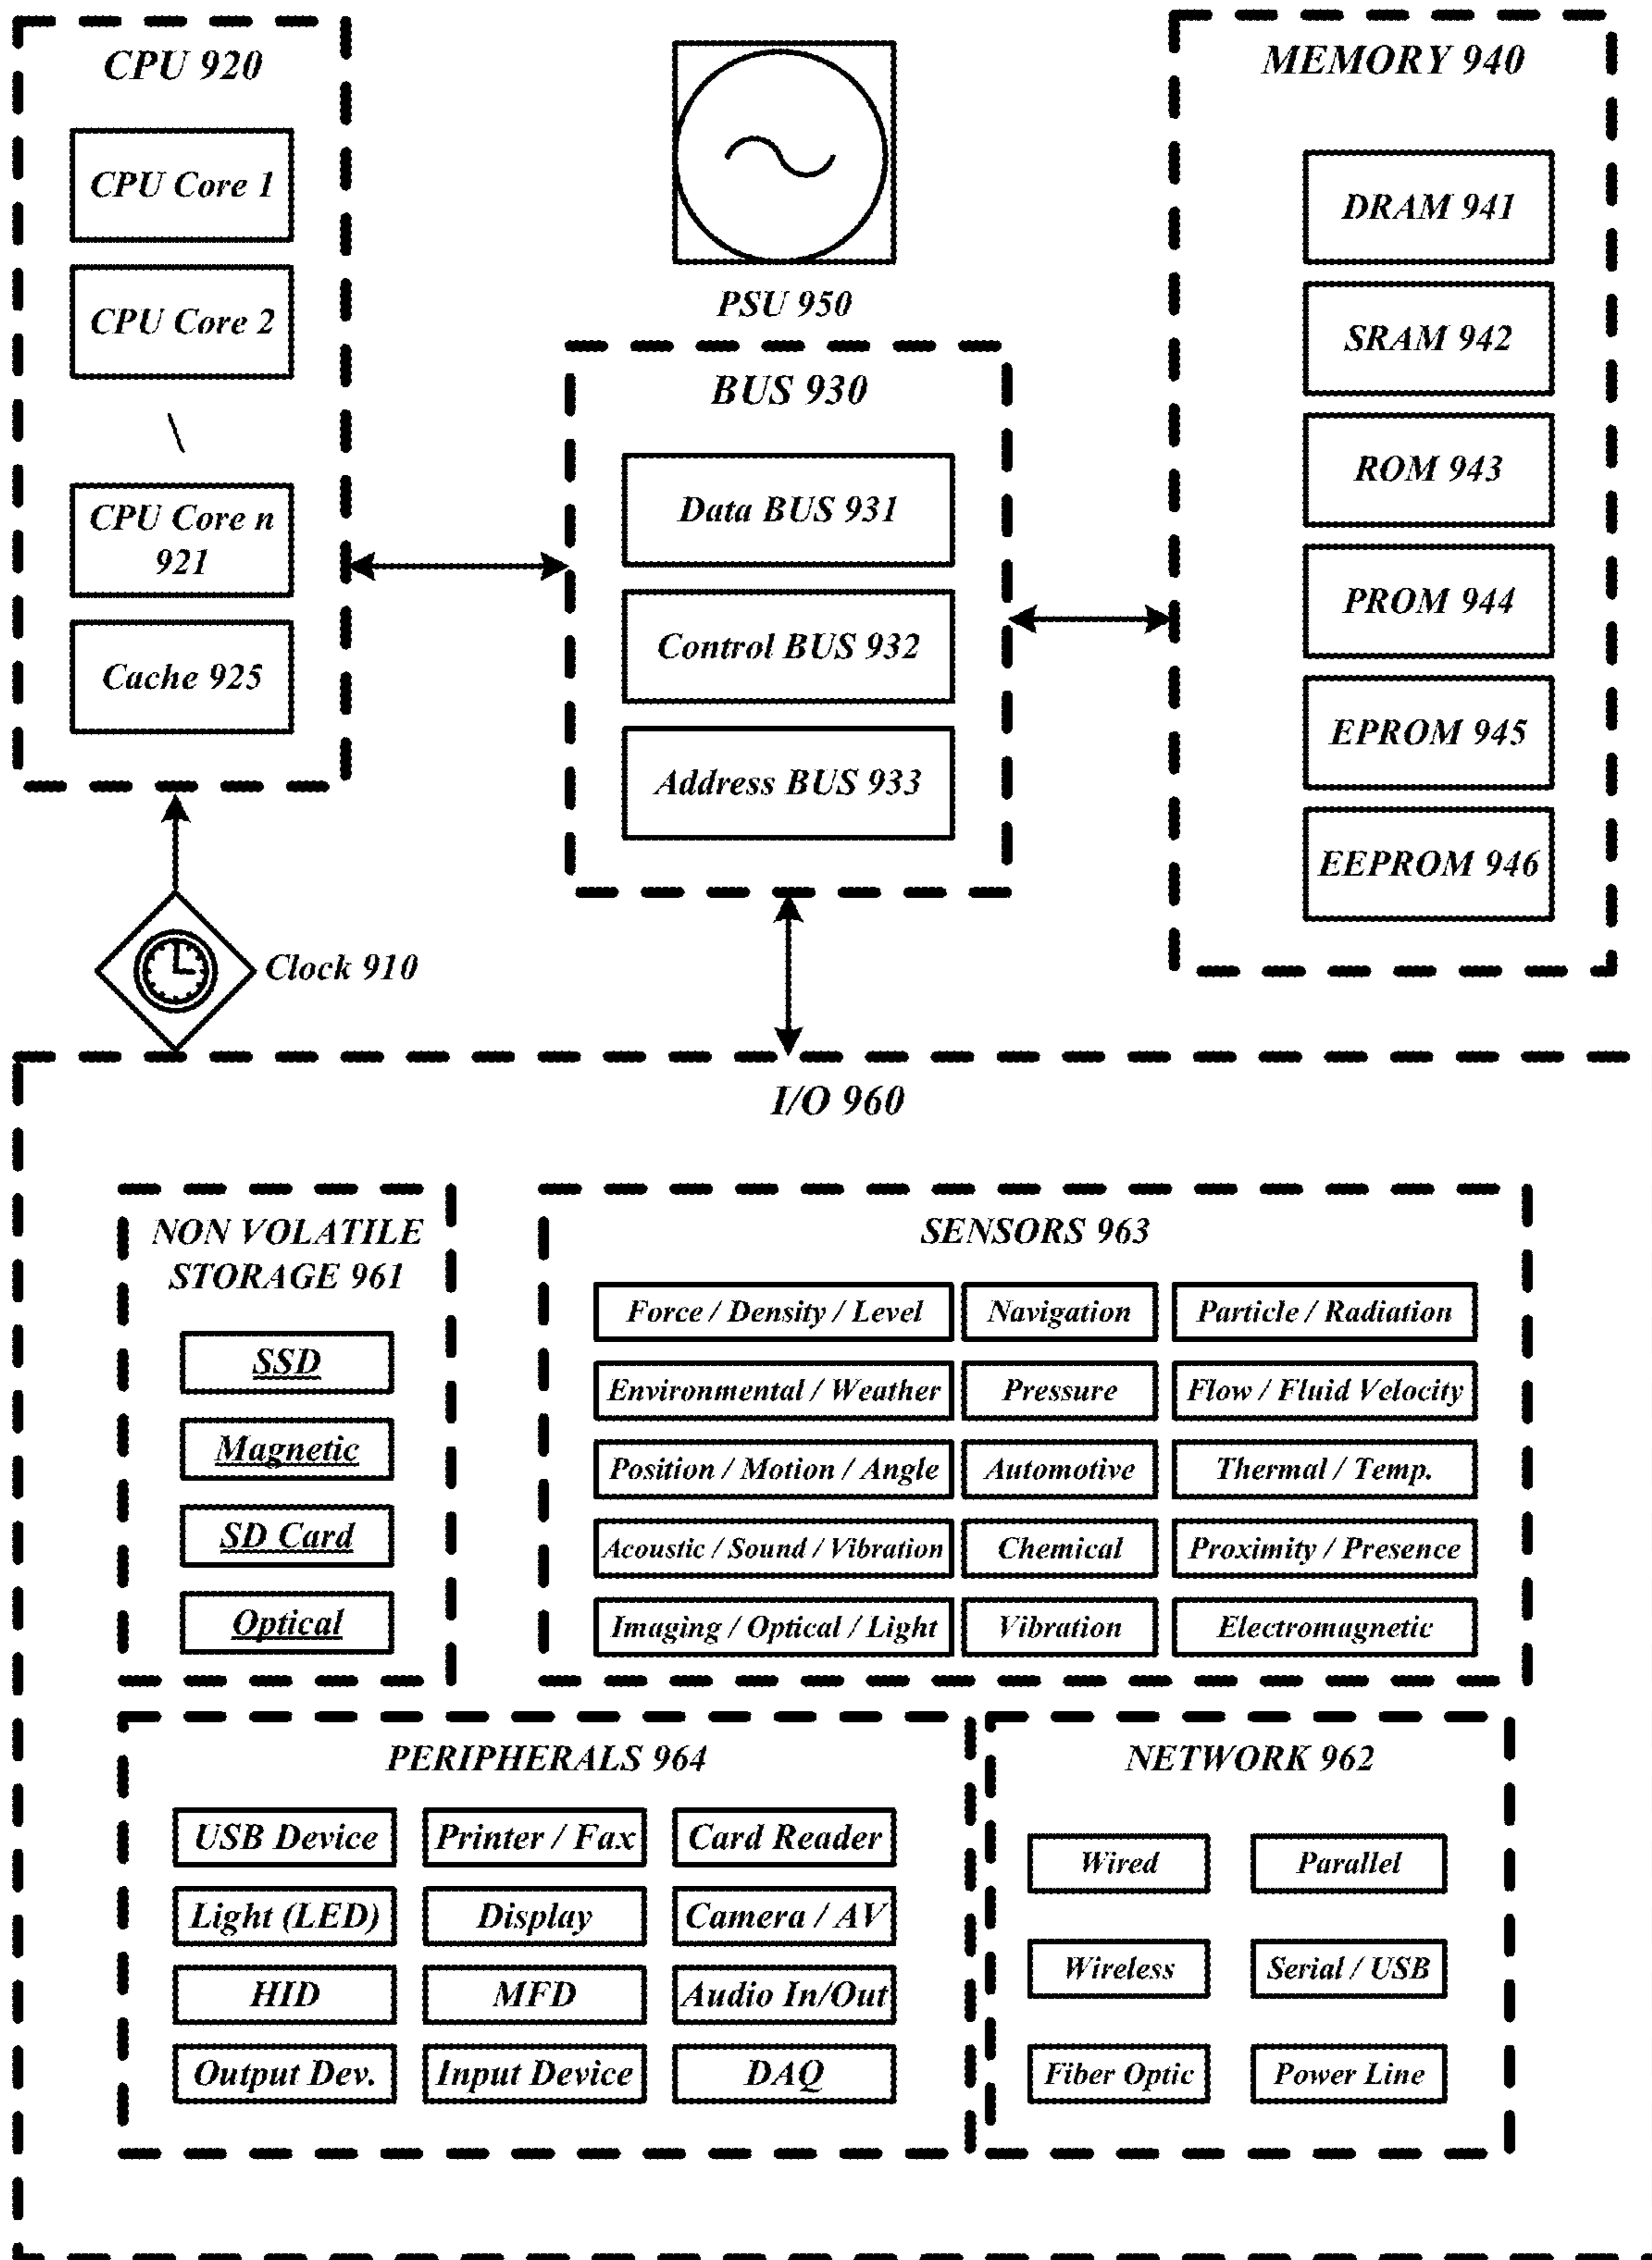 CPU 920
CPU Core 1
CPU Core 2
CPU Core n
921
Cache 925
Clock 910
PSU 950
BUS 930
Data BUS 931
Control BUS 932
Address BUS 933
MEMORY 940
DRAM 941
SRAM 942
ROM 943
PROM 944
EPROM 945
EEPROM 946
I/O 960
NON VOLATILE
STORAGE 961
SSD
Magnetic
SD Card
Optical
SENSORS 963
Force / Density / Level
Navigation
Particle / Radiation
Environmental / Weather
Pressure
Flow / Fluid Velocity
Position / Motion / Angle
Automotive
Thermal / Temp.
Acoustic / Sound / Vibration
Chemical
Proximity / Presence
Imaging / Optical / Light
Vibration
Electromagnetic
PERIPHERALS 964
USB Device
Printer / Fax
Card Reader
Light (LED)
Display
Camera / AV
HID
MFD
Audio In/Out
Output Dev.
Input Device
DAQ
NETWORK 962
Wired
Parallel
Wireless
Serial / USB
Fiber Optic
Power Line